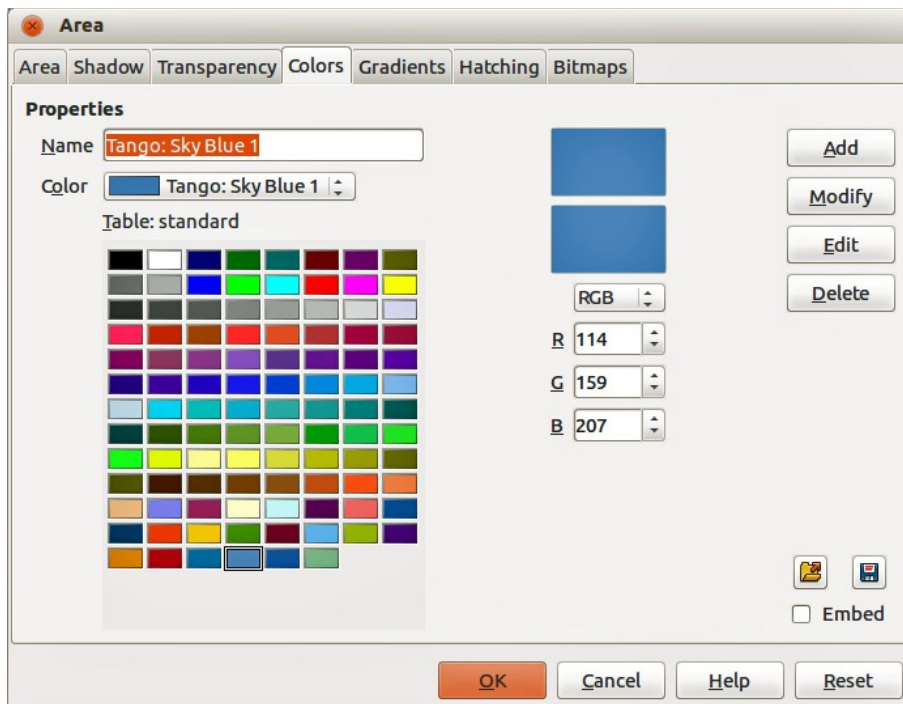 Area
Area Shadow Transparency Colors Gradients Hatching Bitmaps
Properties
Name Tango: Sky Blue 1
Color Tango: Sky Blue 1
Table: standard
RGB
R 114
G 159
B 207
Add
Modify
Edit
Delete
Embed
OK Cancel Help Reset